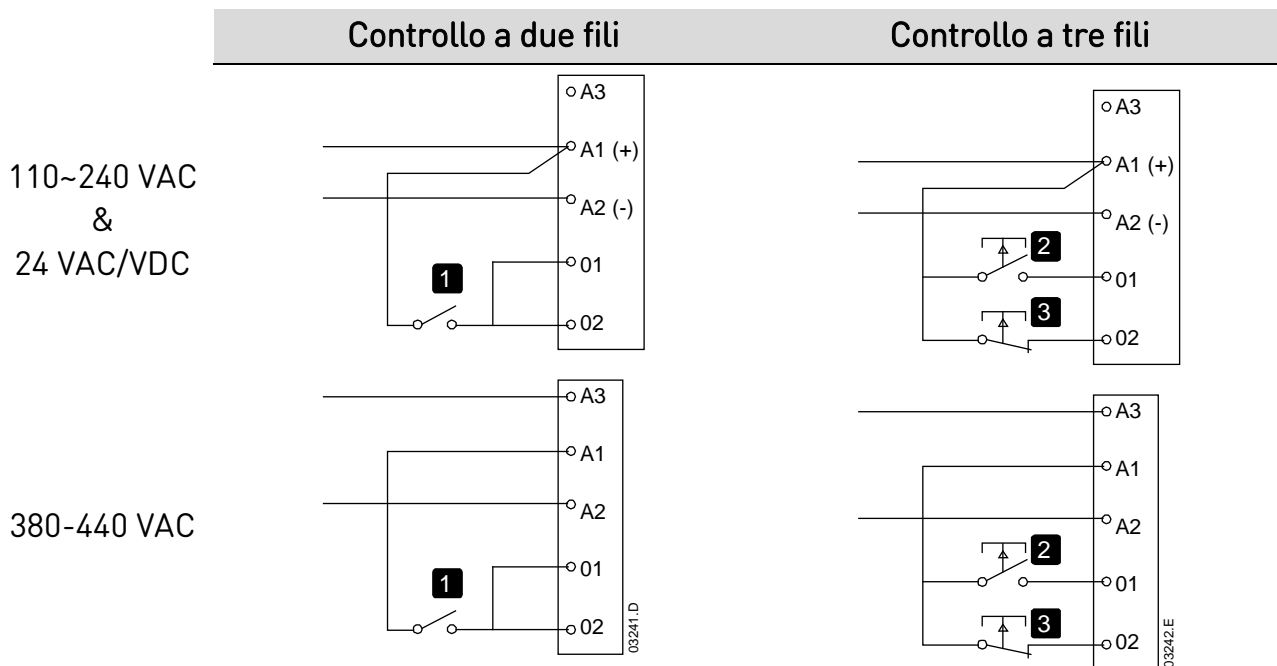 Controllo a due fili
Controllo a tre fili
110~240 VAC
&
24 VAC/VDC
A3
A1 (+)
A2 (-)
01
02
1
A3
A1 (+)
A2 (-)
01
02
2
3
380-440 VAC
A3
A1
A2
01
02
1
03241.D
A3
A1
A2
01
02
2
3
03242.E